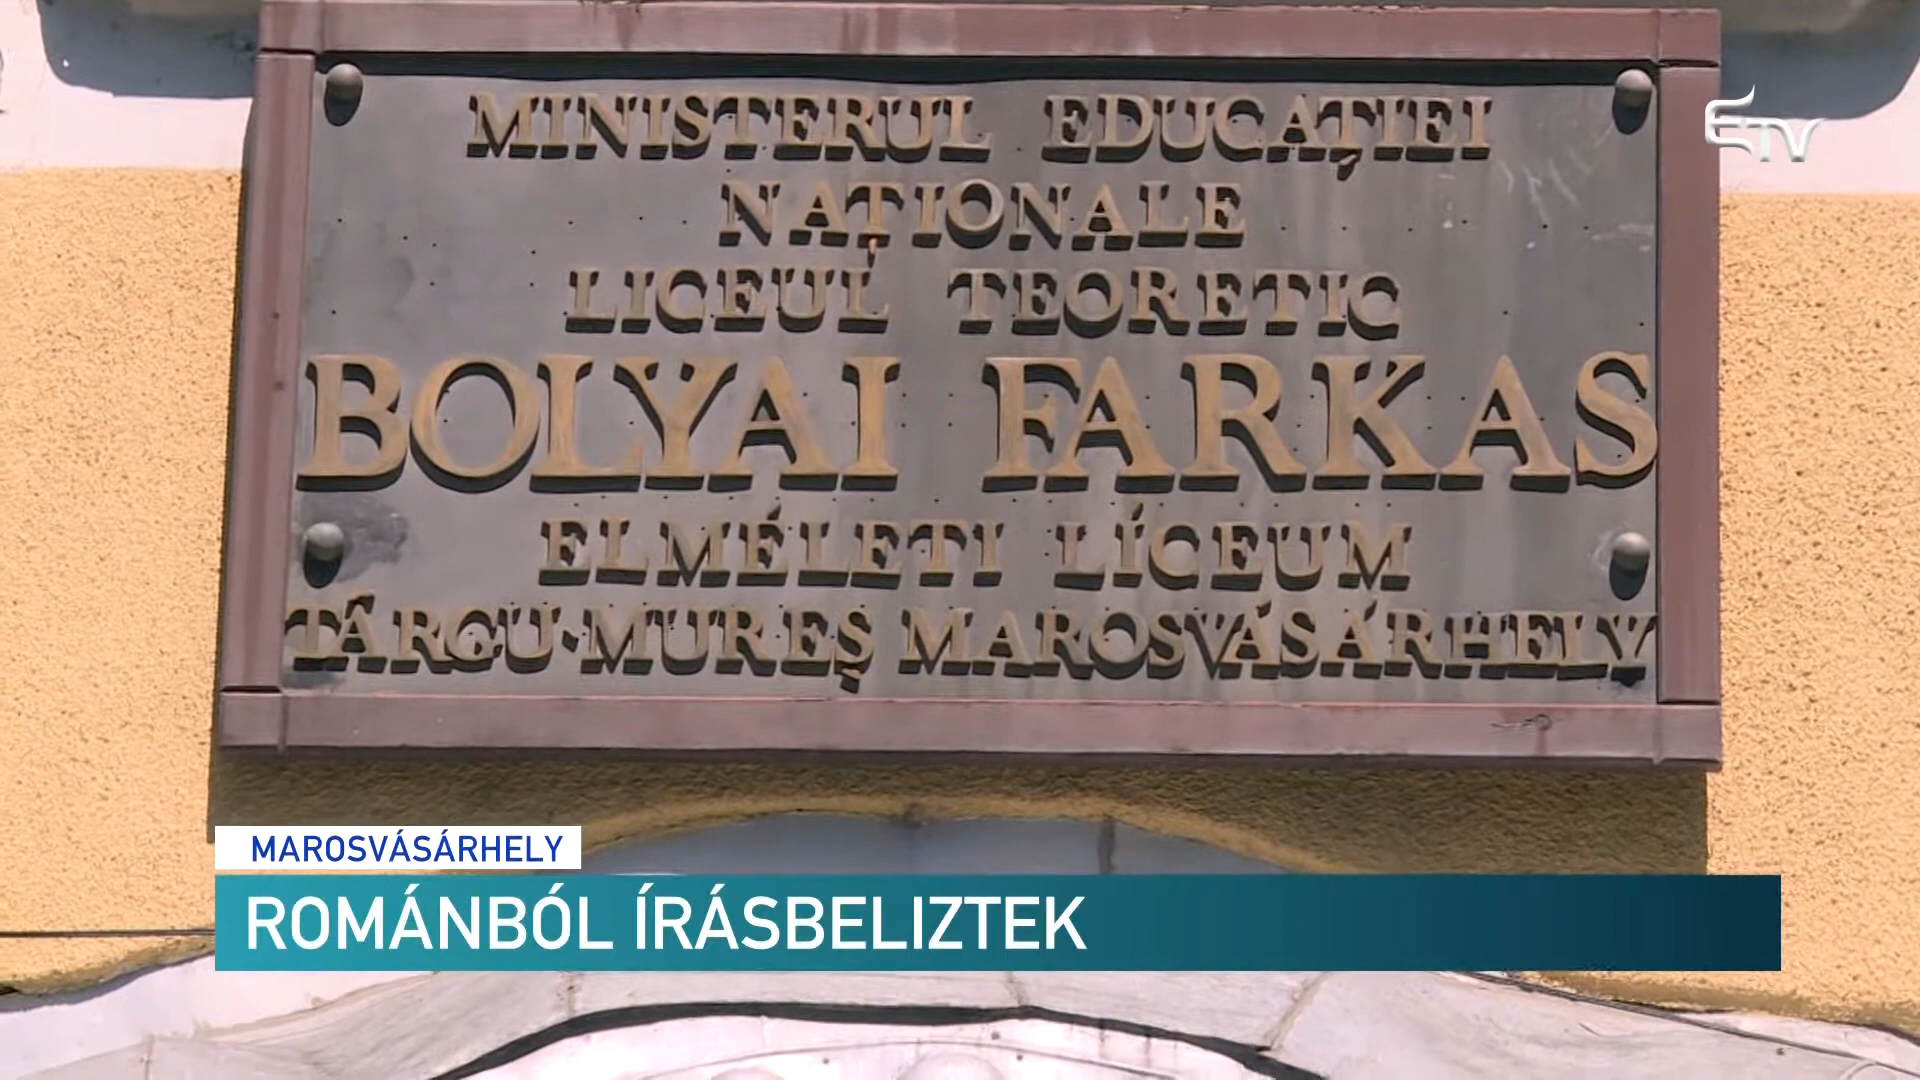 MINISTERUL EDUCAȚIEI
NAȚIONALE
LICEUL TEORETIC
BOLYAI FARKAS
ELMÉLETI LÍCEUM
TÂRGU-MUREȘ MAROSVÁSÁRHELY
ETV
MAROSVÁSÁRHELY
ROMÁNBÓL ÍRÁSBELIZTEK